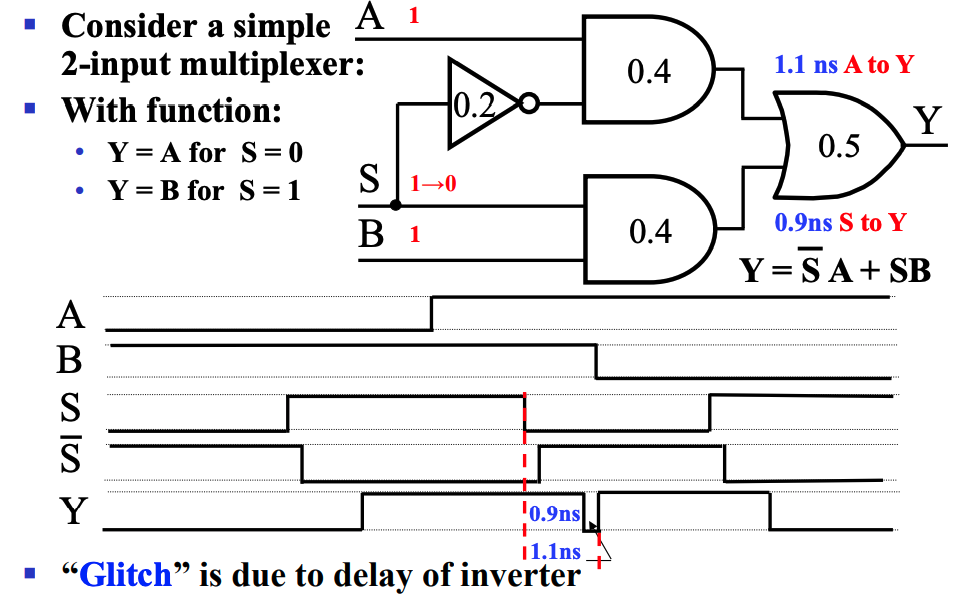 ▪ Consider a simple
2-input multiplexer:
▪ With function:
• Y = A for S = 0
• Y = B for S = 1
A 1
0.4
1.1 ns A to Y
0.2
0.5
Y
S 1→0
B 1
0.4
0.9ns S to Y
Y = S̅ A + SB
A
B
S
S̅
Y
0.9ns
1.1ns
▪ “Glitch” is due to delay of inverter